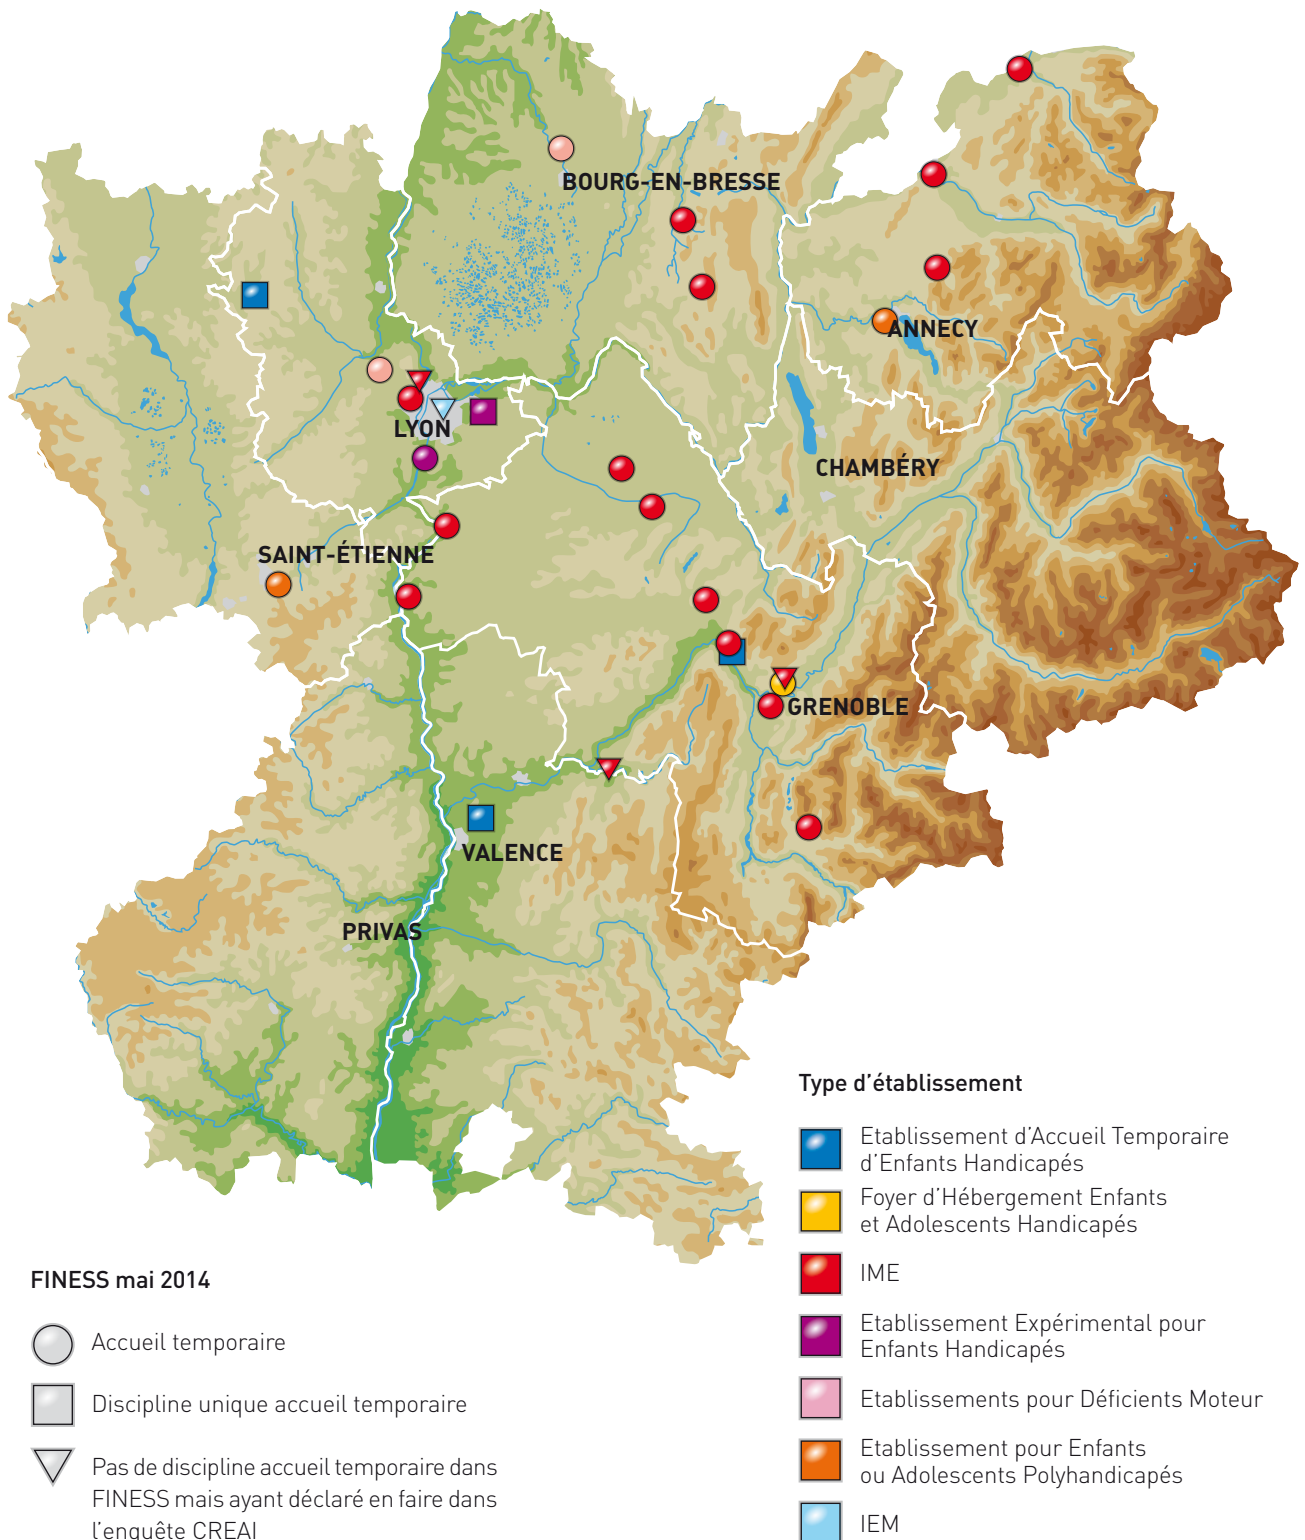 BOURG-EN-BRESSE
ANNECY
LYON
CHAMBÉRY
SAINT-ÉTIENNE
GRENOBLE
VALENCE
PRIVAS
Type d'établissement
Etablissement d'Accueil Temporaire
d'Enfants Handicapés
Foyer d'Hébergement Enfants
et Adolescents Handicapés
IME
Etablissement Expérimental pour
Enfants Handicapés
Etablissements pour Déficients Moteur
Etablissement pour Enfants
ou Adolescents Polyhandicapés
IEM
FINESS mai 2014
Accueil temporaire
Discipline unique accueil temporaire
Pas de discipline accueil temporaire dans
FINESS mais ayant déclaré en faire dans
l'enquête CREAI